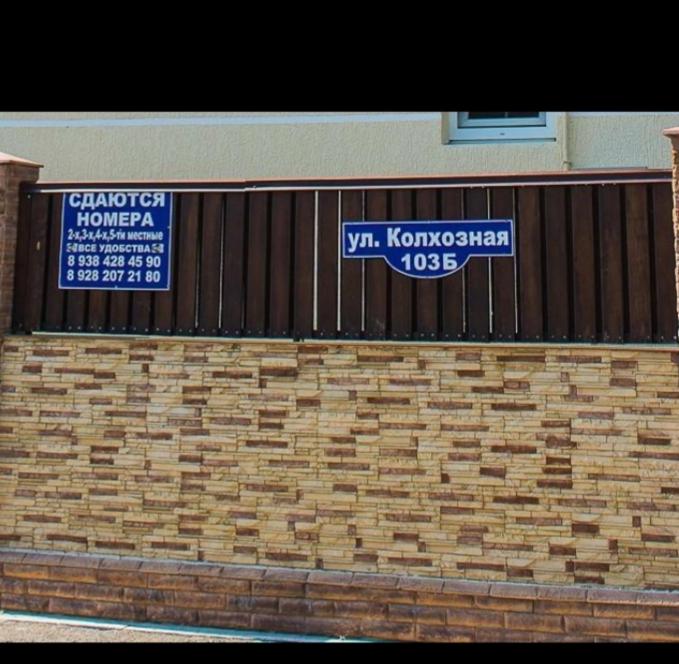 СДАЮТСЯ
НОМЕРА
2-х,3-х,4-х,5-ти местные
ВСЕ УДОБСТВА
8 938 428 45 90
8 928 207 21 80
ул. Колхозная
103Б